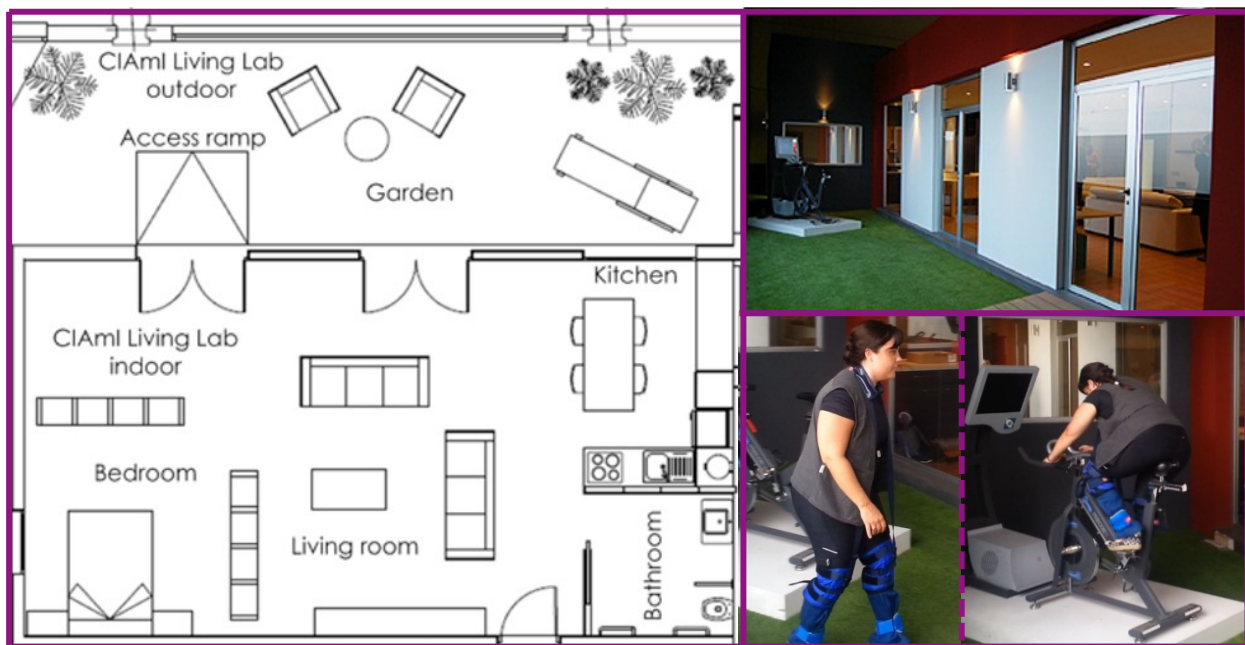 CIAmI Living Lab
outdoor
Access ramp
Garden
Kitchen
CIAmI Living Lab
indoor
Bedroom
Living room
Bathroom